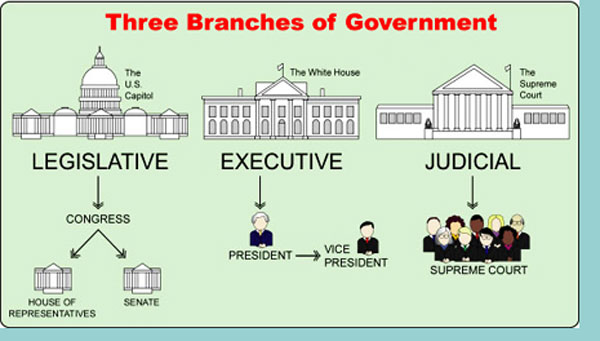 Three Branches of Government
The
U.S.
Capitol
The White House
The
Supreme
Court
LEGISLATIVE
EXECUTIVE
JUDICIAL
CONGRESS
PRESIDENT
VICE
PRESIDENT
SUPREME COURT
HOUSE OF
REPRESENTATIVES
SENATE